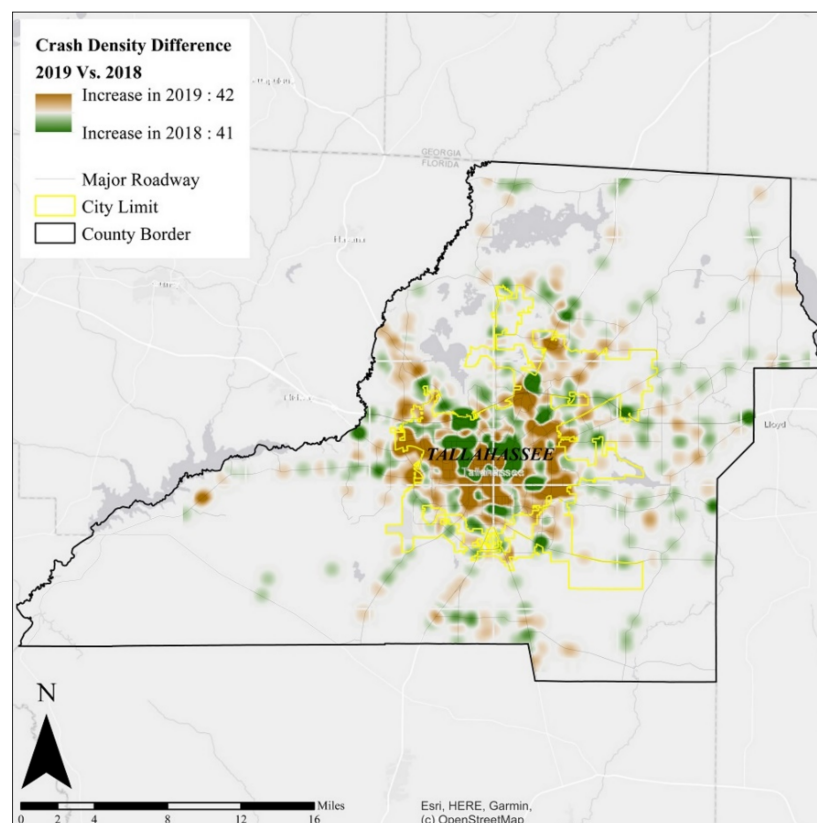 Crash Density Difference
2019 Vs. 2018
Increase in 2019 : 42
Increase in 2018 : 41
Major Roadway
City Limit
County Border
GEORGIA
FLORIDA
Lloyd
TALLAHASSEE
Tallahassee
N
Miles
0 2 4 8 12 16
Esri, HERE, Garmin,
(c) OpenStreetMap